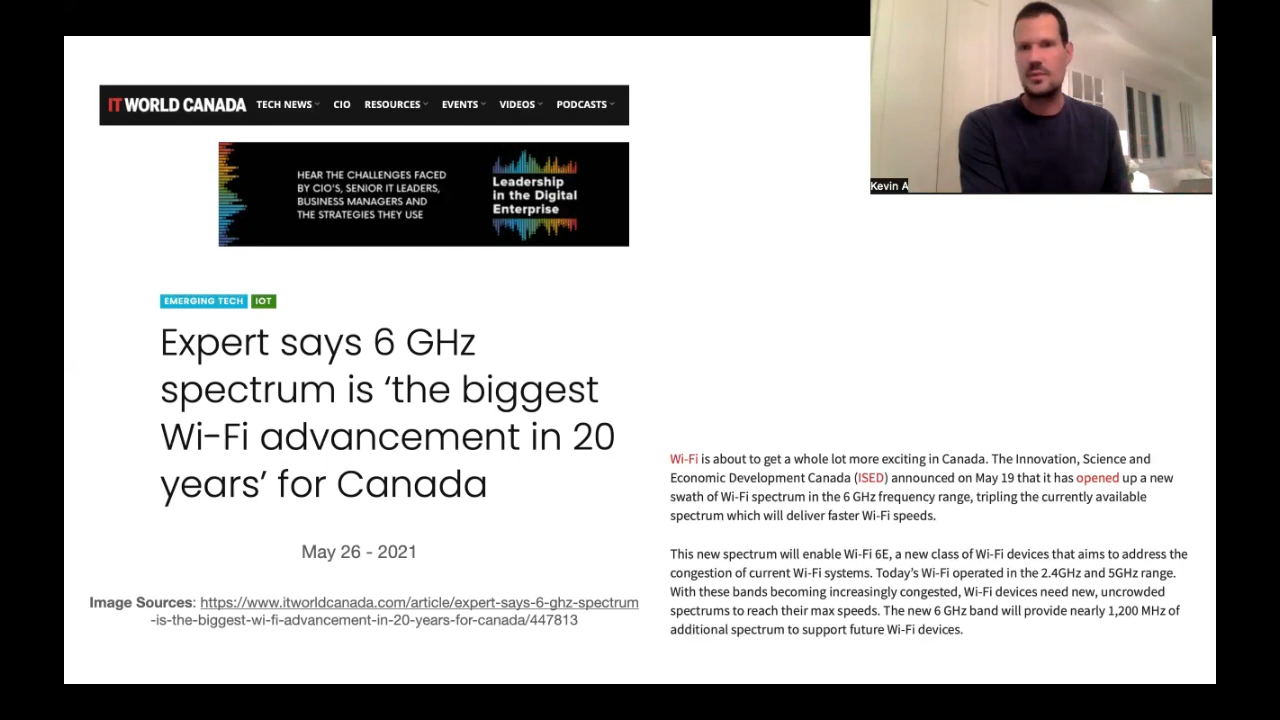 IT WORLD CANADA TECH NEWS CIO RESOURCES EVENTS VIDEOS PODCASTS
HEAR THE CHALLENGES FACED
BY CIO'S, SENIOR IT LEADERS,
BUSINESS MANAGERS AND
THE STRATEGIES THEY USE
Leadership
in the Digital
Enterprise
Kevin A
EMERGING TECH IOT
Expert says 6 GHz
spectrum is ‘the biggest
Wi-Fi advancement in 20
years’ for Canada
May 26 - 2021
Image Sources: https://www.itworldcanada.com/article/expert-says-6-ghz-spectrum
-is-the-biggest-wi-fi-advancement-in-20-years-for-canada/447813
Wi-Fi is about to get a whole lot more exciting in Canada. The Innovation, Science and
Economic Development Canada (ISED) announced on May 19 that it has opened up a new
swath of Wi-Fi spectrum in the 6 GHz frequency range, tripling the currently available
spectrum which will deliver faster Wi-Fi speeds.
This new spectrum will enable Wi-Fi 6E, a new class of Wi-Fi devices that aims to address the
congestion of current Wi-Fi systems. Today’s Wi-Fi operated in the 2.4GHz and 5GHz range.
With these bands becoming increasingly congested, Wi-Fi devices need new, uncrowded
spectrums to reach their max speeds. The new 6 GHz band will provide nearly 1,200 MHz of
additional spectrum to support future Wi-Fi devices.